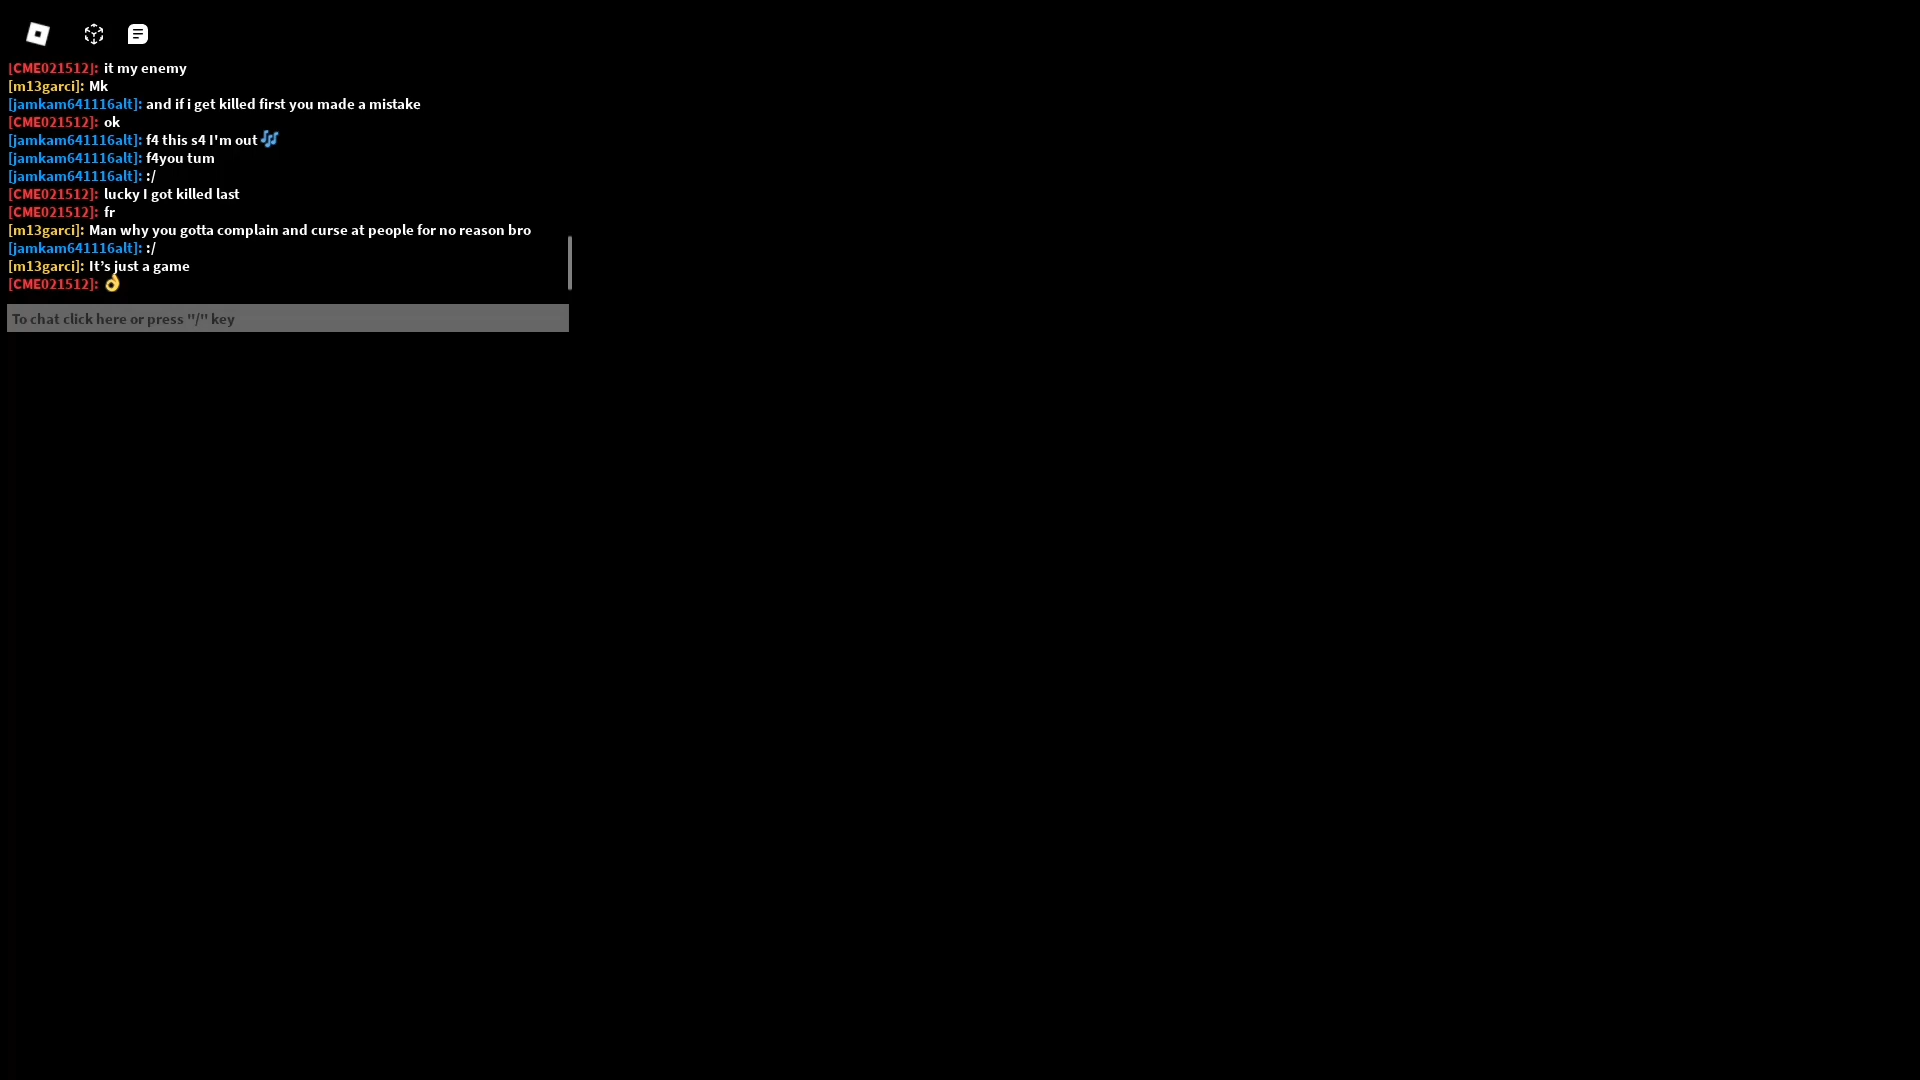 [CME021512]: it my enemy
[m13garci]: Mk
[jamkam641116alt]: and if i get killed first you made a mistake
[CME021512]: ok
[jamkam641116alt]: f4 this s4 I'm out 🎶
[jamkam641116alt]: f4you tum
[jamkam641116alt]: :/
[CME021512]: lucky I got killed last
[CME021512]: fr
[m13garci]: Man why you gotta complain and curse at people for no reason bro
[jamkam641116alt]: :/
[m13garci]: It’s just a game
[CME021512]: 👌
To chat click here or press "/" key